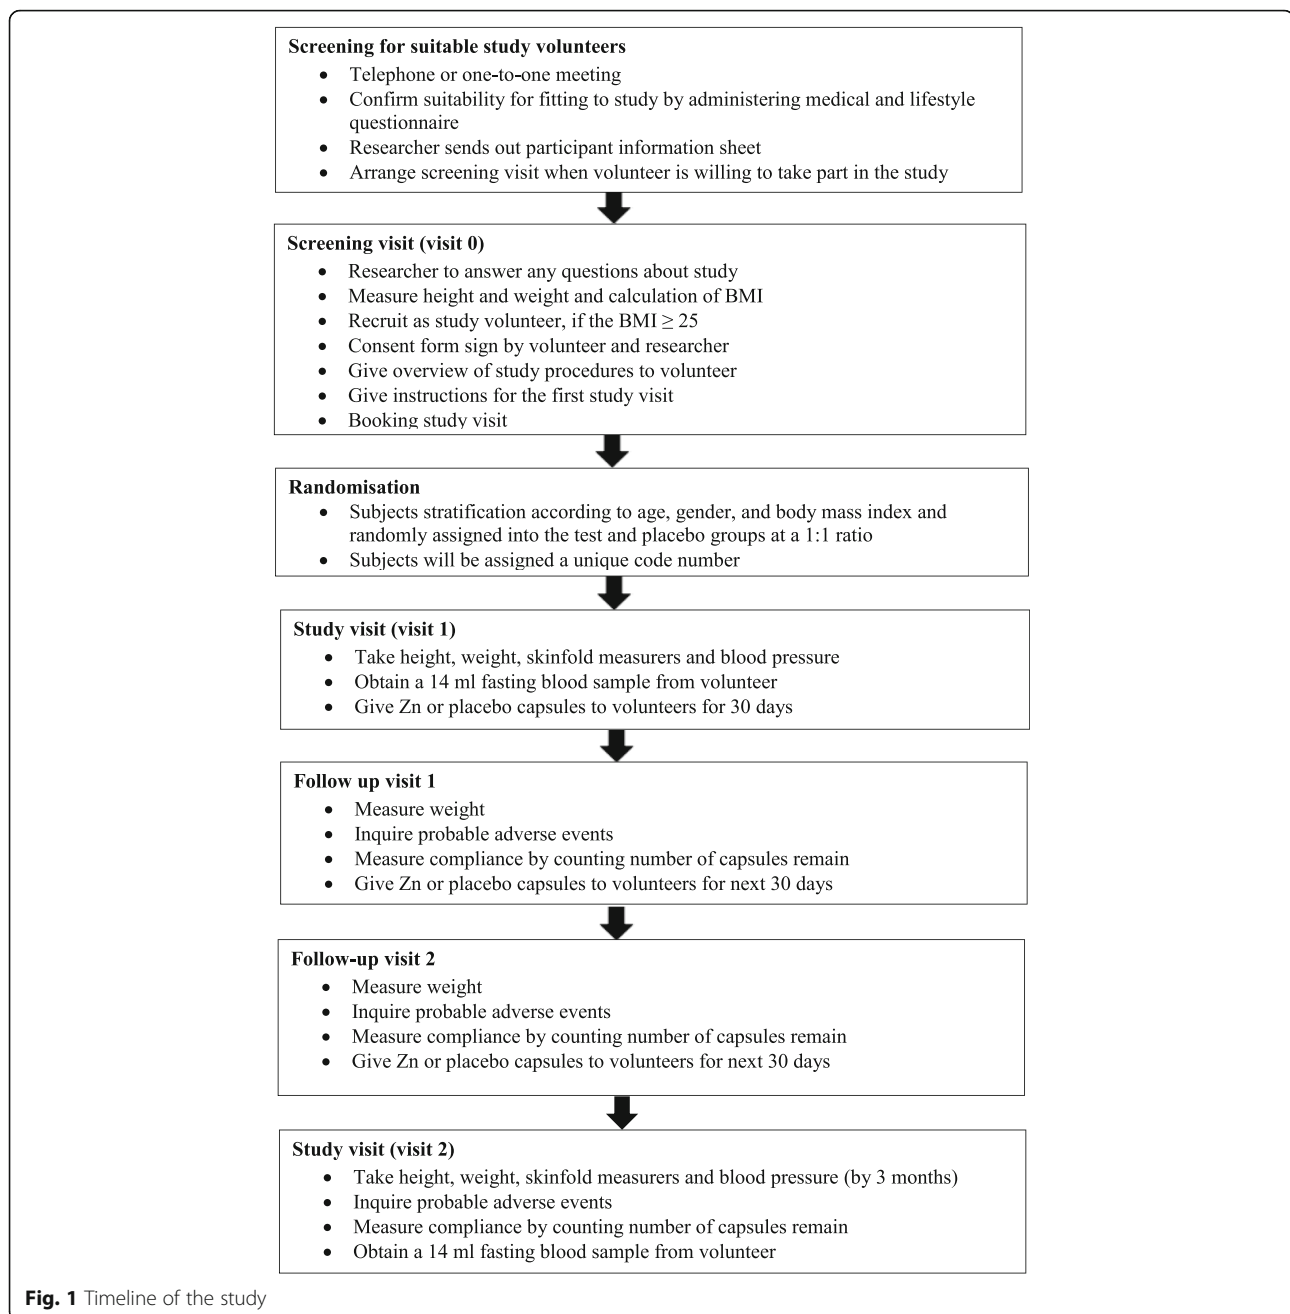 Screening for suitable study volunteers
• Telephone or one-to-one meeting
• Confirm suitability for fitting to study by administering medical and lifestyle
questionnaire
• Researcher sends out participant information sheet
• Arrange screening visit when volunteer is willing to take part in the study
Screening visit (visit 0)
• Researcher to answer any questions about study
• Measure height and weight and calculation of BMI
• Recruit as study volunteer, if the BMI ≥ 25
• Consent form sign by volunteer and researcher
• Give overview of study procedures to volunteer
• Give instructions for the first study visit
• Booking study visit
Randomisation
• Subjects stratification according to age, gender, and body mass index and
randomly assigned into the test and placebo groups at a 1:1 ratio
• Subjects will be assigned a unique code number
Study visit (visit 1)
• Take height, weight, skinfold measurers and blood pressure
• Obtain a 14 ml fasting blood sample from volunteer
• Give Zn or placebo capsules to volunteers for 30 days
Follow up visit 1
• Measure weight
• Inquire probable adverse events
• Measure compliance by counting number of capsules remain
• Give Zn or placebo capsules to volunteers for next 30 days
Follow-up visit 2
• Measure weight
• Inquire probable adverse events
• Measure compliance by counting number of capsules remain
• Give Zn or placebo capsules to volunteers for next 30 days
Study visit (visit 2)
• Take height, weight, skinfold measurers and blood pressure (by 3 months)
• Inquire probable adverse events
• Measure compliance by counting number of capsules remain
• Obtain a 14 ml fasting blood sample from volunteer
Fig. 1 Timeline of the study